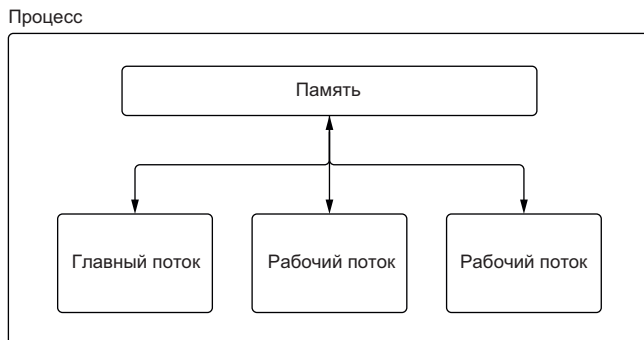 Процесс
Память
Главный поток
Рабочий поток
Рабочий поток